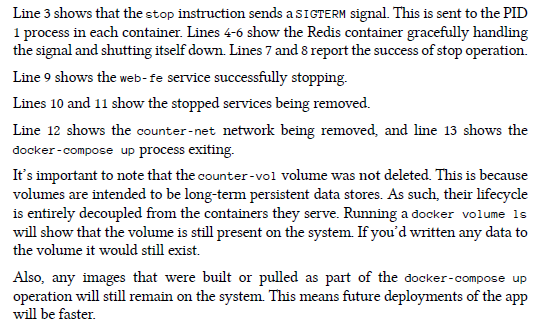 Line 3 shows that the stop instruction sends a SIGTERM signal. This is sent to the PID
1 process in each container. Lines 4-6 show the Redis container gracefully handling
the signal and shutting itself down. Lines 7 and 8 report the success of stop operation.
Line 9 shows the web-fe service successfully stopping.
Lines 10 and 11 show the stopped services being removed.
Line 12 shows the counter-net network being removed, and line 13 shows the
docker-compose up process exiting.
It's important to note that the counter-vol volume was not deleted. This is because
volumes are intended to be long-term persistent data stores. As such, their lifecycle
is entirely decoupled from the containers they serve. Running a docker volume ls
will show that the volume is still present on the system. If you'd written any data to
the volume it would still exist.
Also, any images that were built or pulled as part of the docker-compose up
operation will still remain on the system. This means future deployments of the app
will be faster.